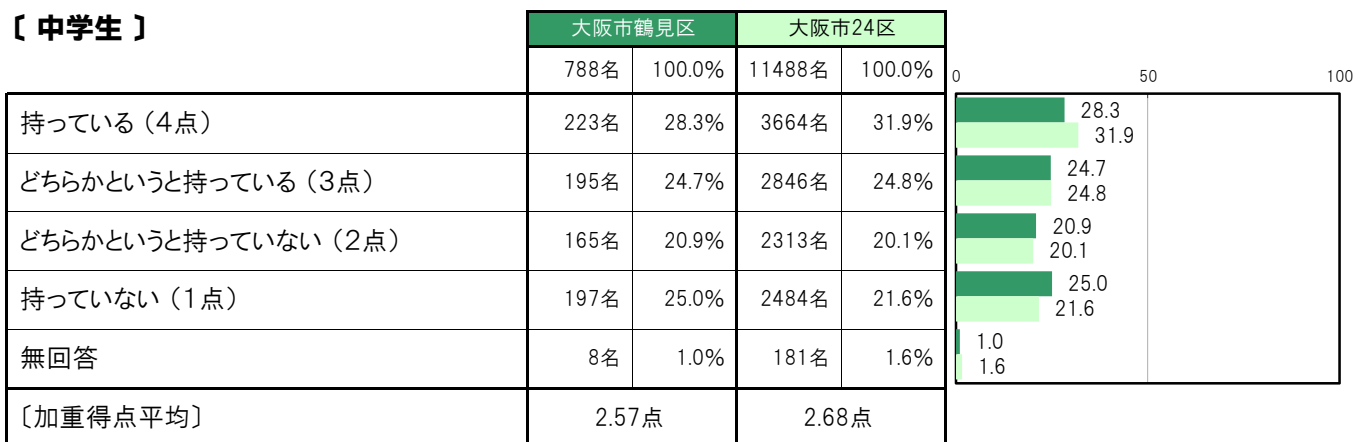 〔 中学生 〕
大阪市鶴見区 大阪市24区
788名 100.0% 11488名 100.0%
0 50 100
持っている（4点） 223名 28.3% 3664名 31.9%
28.3
31.9
どちらかというと持っている（3点） 195名 24.7% 2846名 24.8%
24.7
24.8
どちらかというと持っていない（2点） 165名 20.9% 2313名 20.1%
20.9
20.1
持っていない（1点） 197名 25.0% 2484名 21.6%
25.0
21.6
無回答 8名 1.0% 181名 1.6%
1.0
1.6
〔加重得点平均〕 2.57点 2.68点